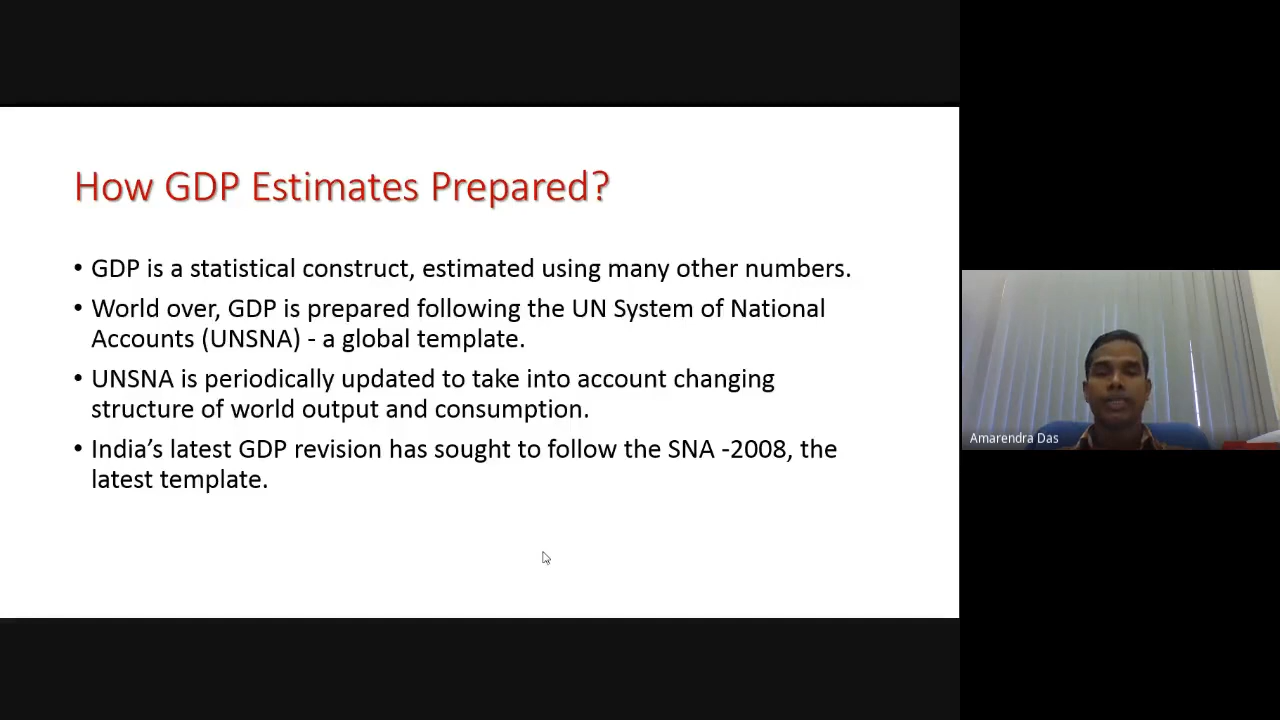 How GDP Estimates Prepared?
• GDP is a statistical construct, estimated using many other numbers.
• World over, GDP is prepared following the UN System of National
Accounts (UNSNA) - a global template.
• UNSNA is periodically updated to take into account changing
structure of world output and consumption.
• India’s latest GDP revision has sought to follow the SNA -2008, the
latest template.
Amarendra Das